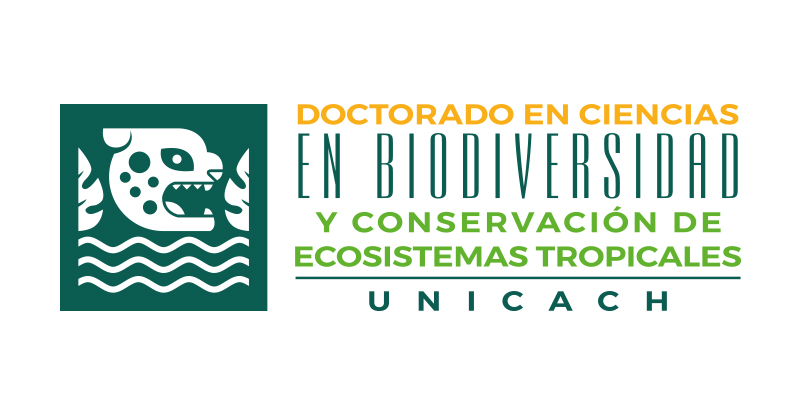 DOCTORADO EN CIENCIAS
EN BIODIVERSIDAD
Y CONSERVACIÓN DE
ECOSISTEMAS TROPICALES
UNICACH